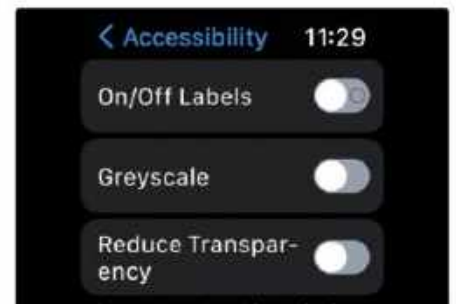 Accessibility 11:29
On/Off Labels
Greyscale
Reduce Transpar-
ency